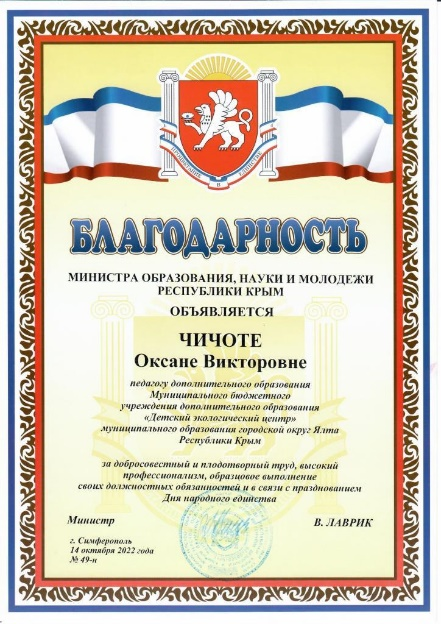 ПРОЦВЕТАНИЕ В ЕДИНСТВЕ
БЛАГОДАРНОСТЬ
МИНИСТРА ОБРАЗОВАНИЯ, НАУКИ И МОЛОДЕЖИ
РЕСПУБЛИКИ КРЫМ
ОБЪЯВЛЯЕТСЯ
ЧИЧОТЕ
Оксане Викторовне
педагогу дополнительного образования
Муниципального бюджетного
учреждения дополнительного образования
«Детский экологический центр»
муниципального образования городской округ Ялта
Республики Крым
за добросовестный и плодотворный труд, высокий
профессионализм, образцовое выполнение
своих должностных обязанностей и в связи с празднованием
Дня народного единства
Министр В. ЛАВРИК
г. Симферополь
14 октября 2022 года
№ 49-н